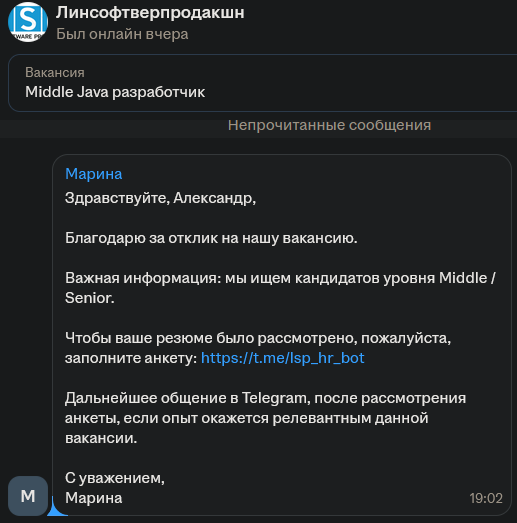 S
TWARE PR
Линсофтверпродакшн
Был онлайн вчера
Вакансия
Middle Java разработчик
Непрочитанные сообщения
Марина
Здравствуйте, Александр,
Благодарю за отклик на нашу вакансию.
Важная информация: мы ищем кандидатов уровня Middle /
Senior.
Чтобы ваше резюме было рассмотрено, пожалуйста,
заполните анкету: https://t.me/lsp_hr_bot
Дальнейшее общение в Telegram, после рассмотрения
анкеты, если опыт окажется релевантным данной
вакансии.
С уважением,
Марина
19:02
М